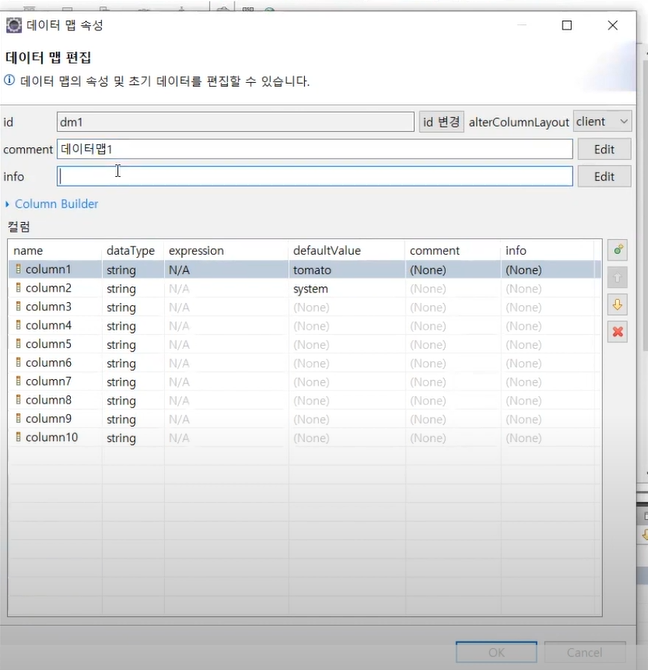 데이터 맵 속성
데이터 맵 편집
데이터 맵의 속성 및 초기 데이터를 편집할 수 있습니다.
id dm1 id 변경 alterColumnLayout client
comment 데이터맵1 Edit
info Edit
Column Builder
컬럼
name dataType expression defaultValue comment info
column1 string N/A tomato (None) (None)
column2 string N/A system (None) (None)
column3 string N/A (None) (None) (None)
column4 string N/A (None) (None) (None)
column5 string N/A (None) (None) (None)
column6 string N/A (None) (None) (None)
column7 string N/A (None) (None) (None)
column8 string N/A (None) (None) (None)
column9 string N/A (None) (None) (None)
column10 string N/A (None) (None) (None)
OK Cancel